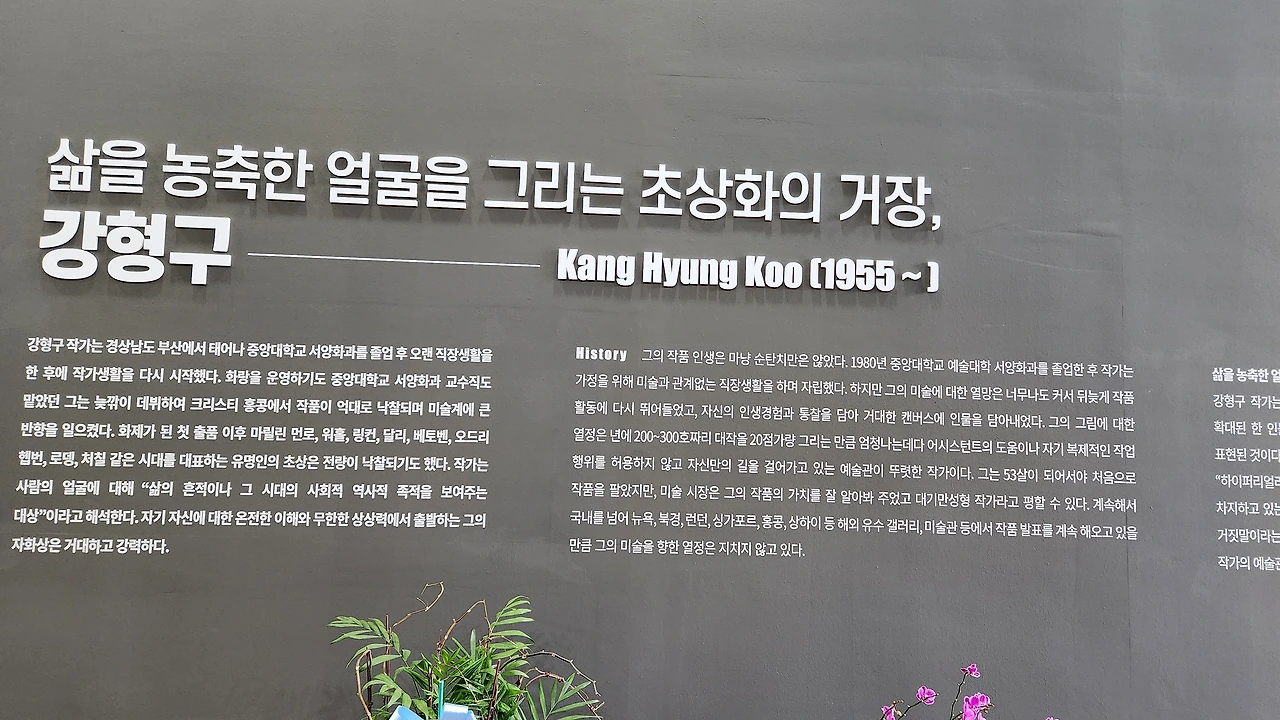 삶을 농축한 얼굴을 그리는 초상화의 거장,
강형구
Kang Hyung Koo (1955 ~ )
강형구 작가는 경상남도 부산에서 태어나 중앙대학교 서양화과를 졸업 후 오랜 직장생활을
한 후에 작가생활을 다시 시작했다. 화랑을 운영하기도 중앙대학교 서양화과 교수직도
맡았던 그는 늦깎이 데뷔하여 크리스티 홍콩에서 작품이 억대로 낙찰되며 미술계에 큰
반향을 일으켰다. 화제가 된 첫 출품 이후 마릴린 먼로, 워홀, 링컨, 달리, 베토벤, 오드리
헵번, 로뎅, 처칠 같은 시대를 대표하는 유명인의 초상은 전량이 낙찰되기도 했다. 작가는
사람의 얼굴에 대해 “삶의 흔적이나 그 시대의 사회적 역사적 족적을 보여주는
대상”이라고 해석한다. 자기 자신에 대한 온전한 이해와 무한한 상상력에서 출발하는 그의
자화상은 거대하고 강력하다.
History 그의 작품 인생은 마냥 순탄치만은 않았다. 1980년 중앙대학교 예술대학 서양화과를 졸업한 후 작가는
가정을 위해 미술과 관계없는 직장생활을 하며 자립했다. 하지만 그의 미술에 대한 열망은 너무나도 커서 뒤늦게 작품
활동에 다시 뛰어들었고, 자신의 인생경험과 통찰을 담아 거대한 캔버스에 인물을 담아내었다. 그의 그림에 대한
열정은 년에 200~300호짜리 대작을 20점가량 그리는 만큼 엄청나는데다 어시스턴트의 도움이나 자기 복제적인 작업
행위를 허용하지 않고 자신만의 길을 걸어가고 있는 예술관이 뚜렷한 작가이다. 그는 53살이 되어서야 처음으로
작품을 팔았지만, 미술 시장은 그의 작품의 가치를 잘 알아봐 주었고 대기만성형 작가라고 평할 수 있다. 계속해서
국내를 넘어 뉴욕, 북경, 런던, 싱가포르, 홍콩, 상하이 등 해외 유수 갤러리, 미술관 등에서 작품 발표를 계속 해오고 있을
만큼 그의 미술을 향한 열정은 지치지 않고 있다.
삶을 농축한
강형구 작가는
확대된 한
표현된
차지하고
거짓말이라는
작가의